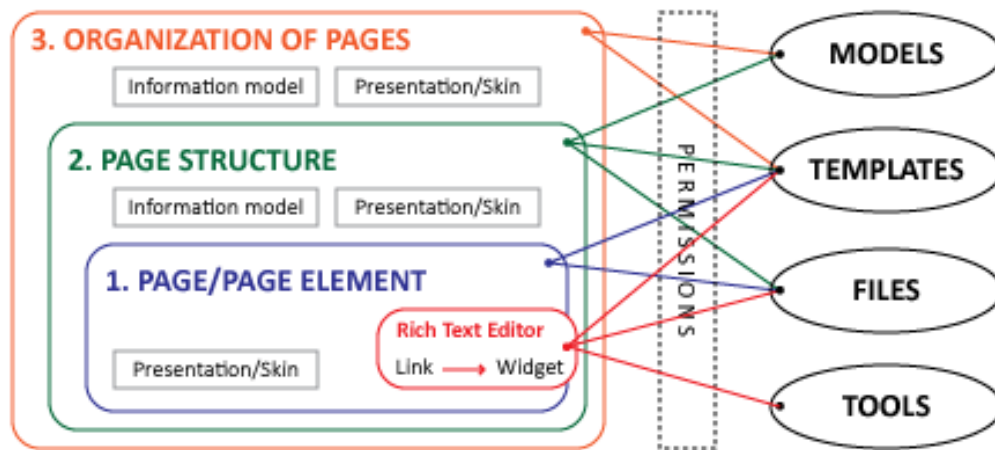 3. ORGANIZATION OF PAGES
Information model
Presentation/Skin
2. PAGE STRUCTURE
Information model
Presentation/Skin
1. PAGE/PAGE ELEMENT
Presentation/Skin
Rich Text Editor
Link
Widget
PERMISSIONS
MODELS
TEMPLATES
FILES
TOOLS